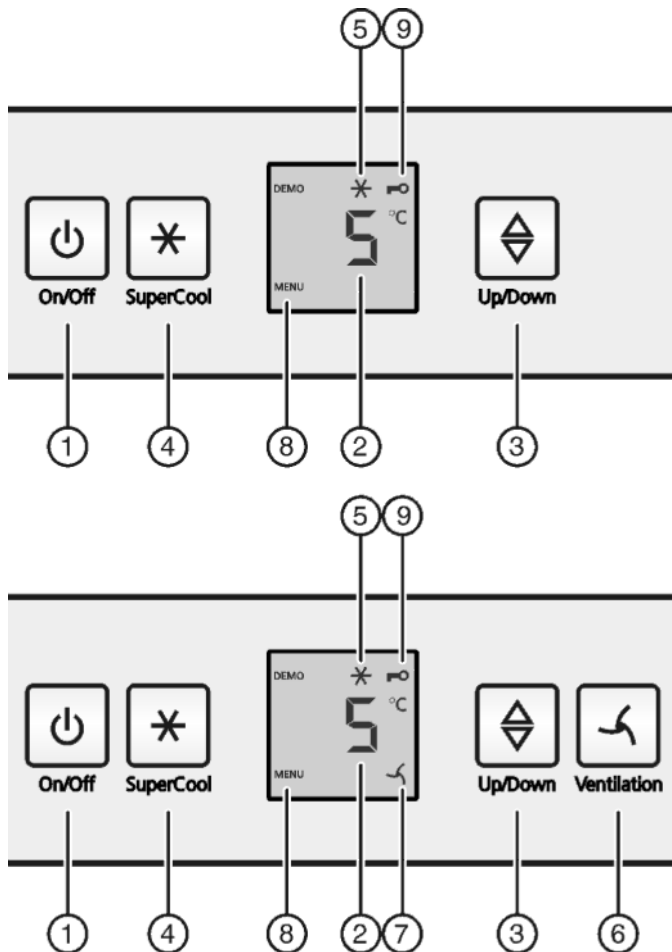 5 9
DEMO
5 °C
MENU
On/Off SuperCool Up/Down
1 4 8 2 3
5 9
DEMO
5 °C
MENU
On/Off SuperCool Up/Down Ventilation
1 4 8 2 7 3 6